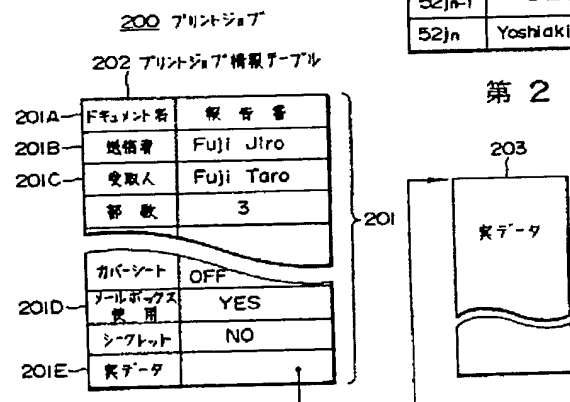 200 プリントジョブ
202 プリントジョブ情報テーブル
201A ドキュメント名 報告書
201B 送信者 Fuji Jiro
201C 受取人 Fuji Taro
部数 3
201
カバーシート OFF
201D メールボックス使用 YES
シークレット NO
201E 実データ
52jn-1
52jn Yoshiaki
第 2
203
実データ